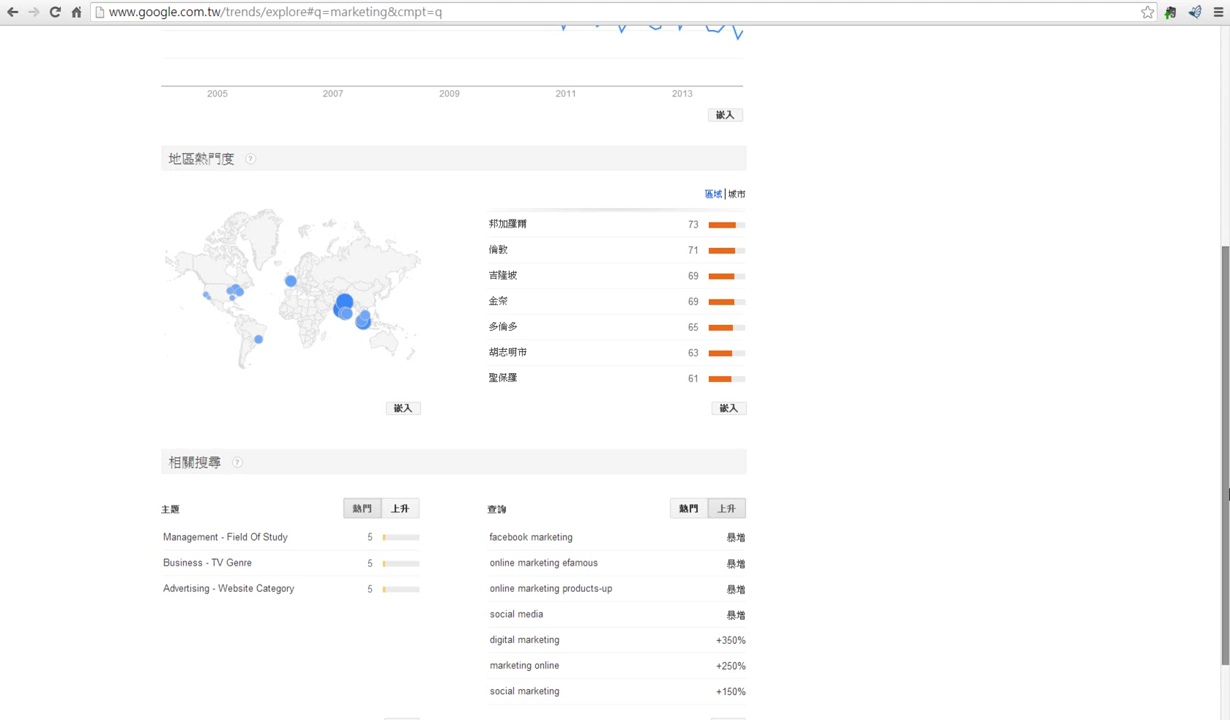 www.google.com.tw/trends/explore#q=marketing&cmpt=q
2005 2007 2009 2011 2013
嵌入
地區熱門度 ?
區域 | 城市
邦加羅爾 73
倫敦 71
吉隆坡 69
金奈 69
多倫多 65
胡志明市 63
聖保羅 61
嵌入 嵌入
相關搜尋 ?
主題 熱門 上升 查詢 熱門 上升
Management - Field Of Study 5 facebook marketing 暴增
Business - TV Genre 5 online marketing efamous 暴增
Advertising - Website Category 5 online marketing products-up 暴增
social media 暴增
digital marketing +350%
marketing online +250%
social marketing +150%